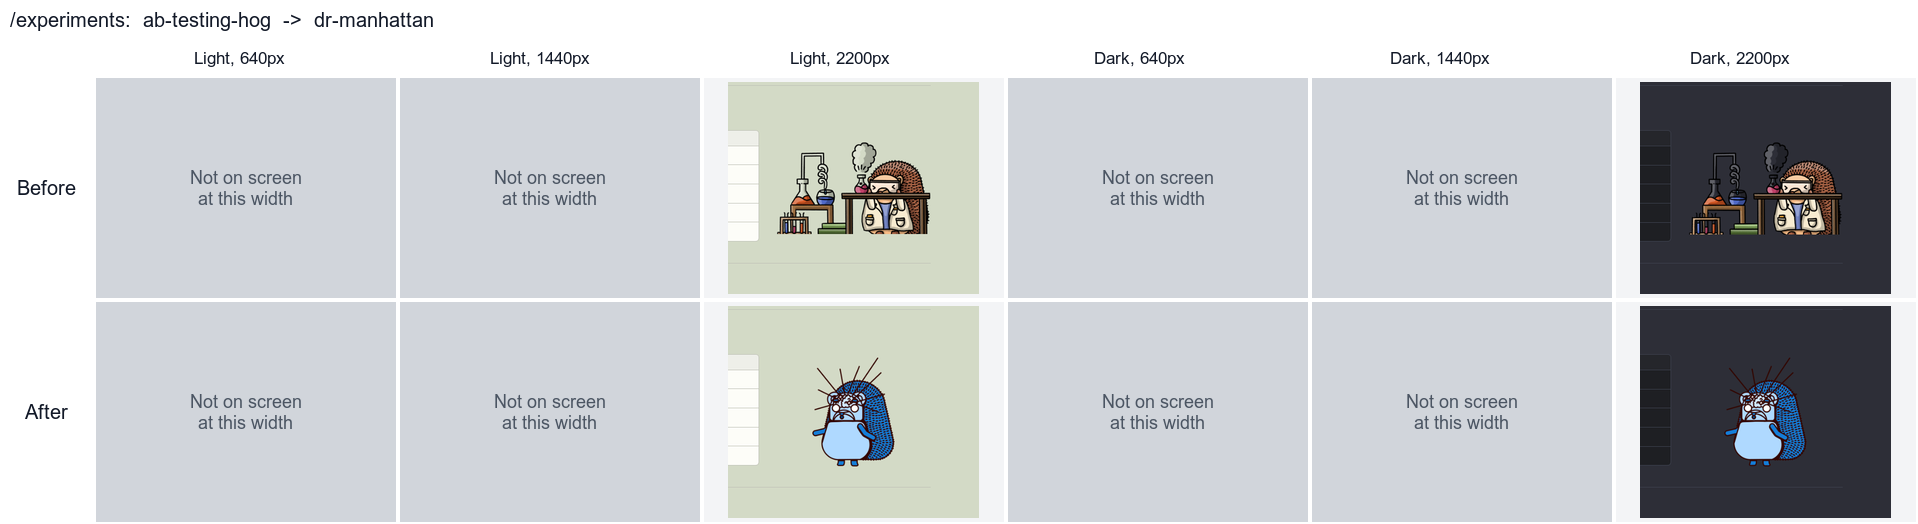 /experiments: ab-testing-hog -> dr-manhattan
Light, 640px
Light, 1440px
Light, 2200px
Dark, 640px
Dark, 1440px
Dark, 2200px
Before
Not on screen
at this width
Not on screen
at this width
Not on screen
at this width
Not on screen
at this width
After
Not on screen
at this width
Not on screen
at this width
Not on screen
at this width
Not on screen
at this width